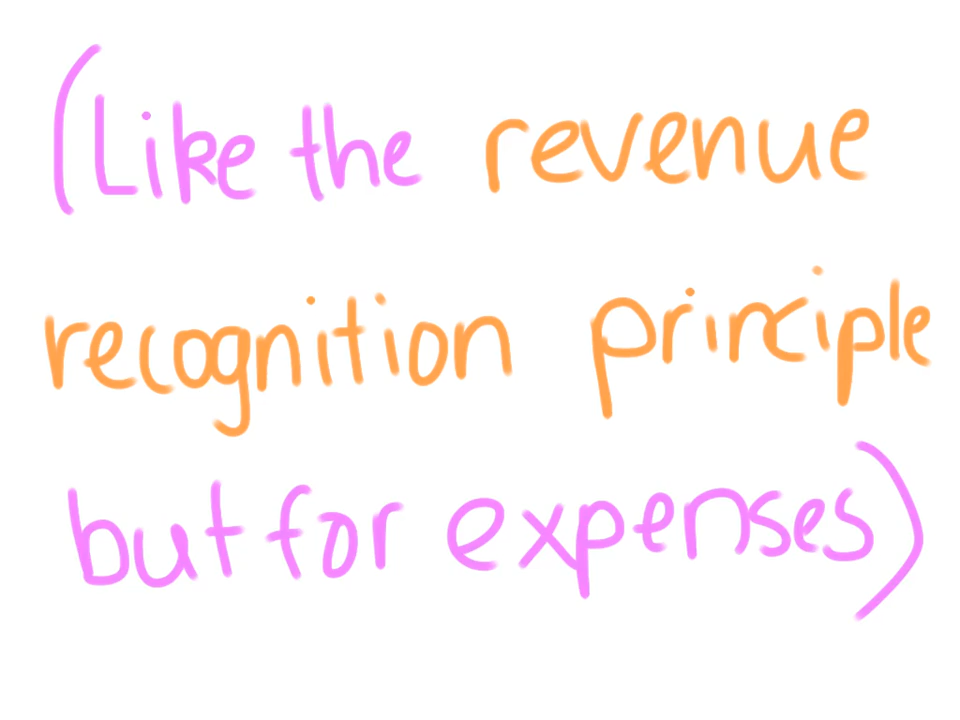 (Like the revenue
recognition principle
but for expenses)